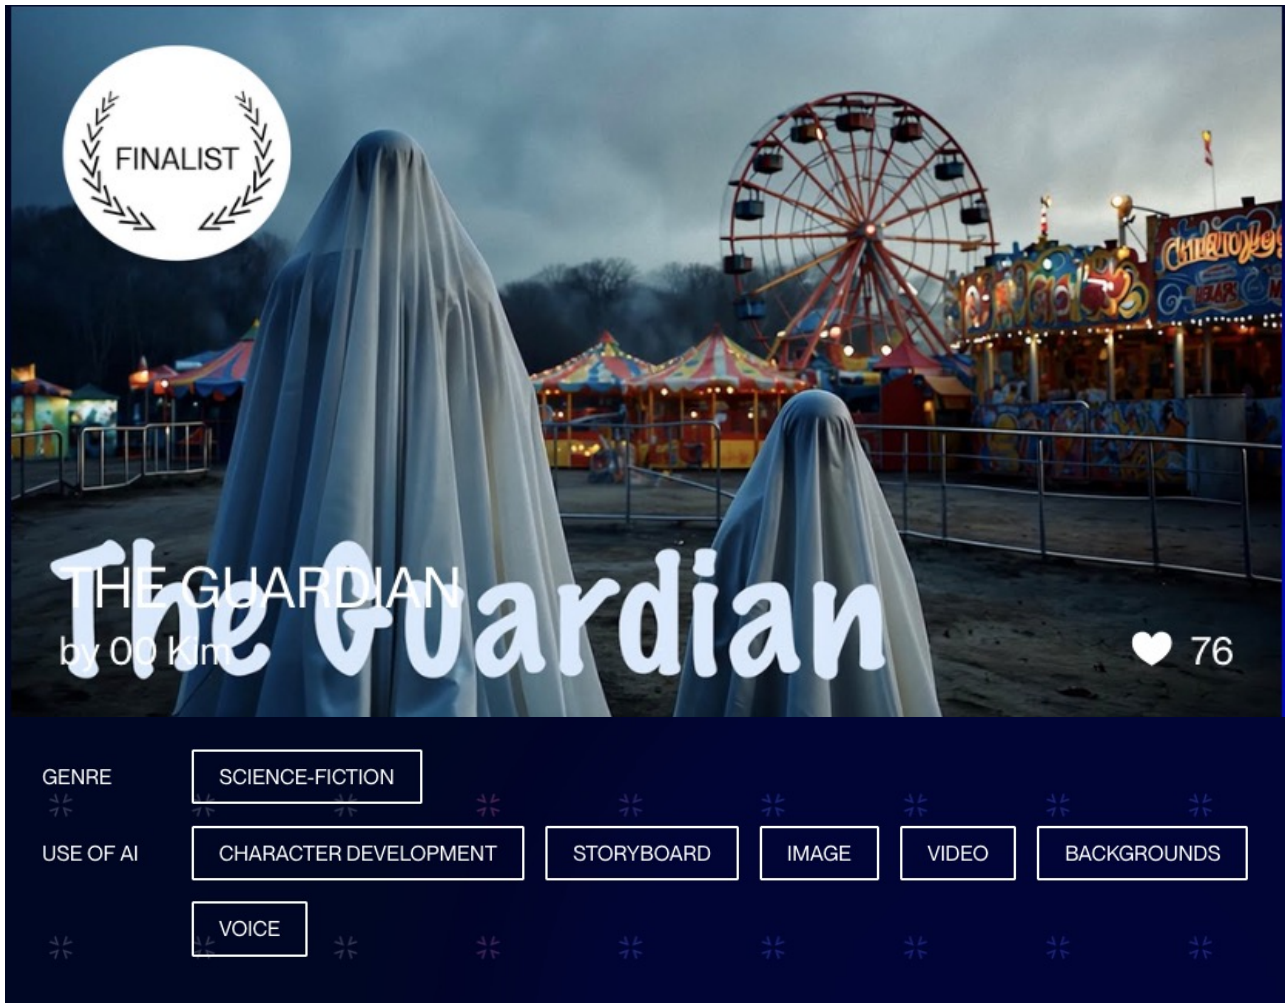 FINALIST
The Guardian
THE GUARDIAN
by 00 Kim
76
GENRE
SCIENCE-FICTION
USE OF AI
CHARACTER DEVELOPMENT
STORYBOARD
IMAGE
VIDEO
BACKGROUNDS
VOICE